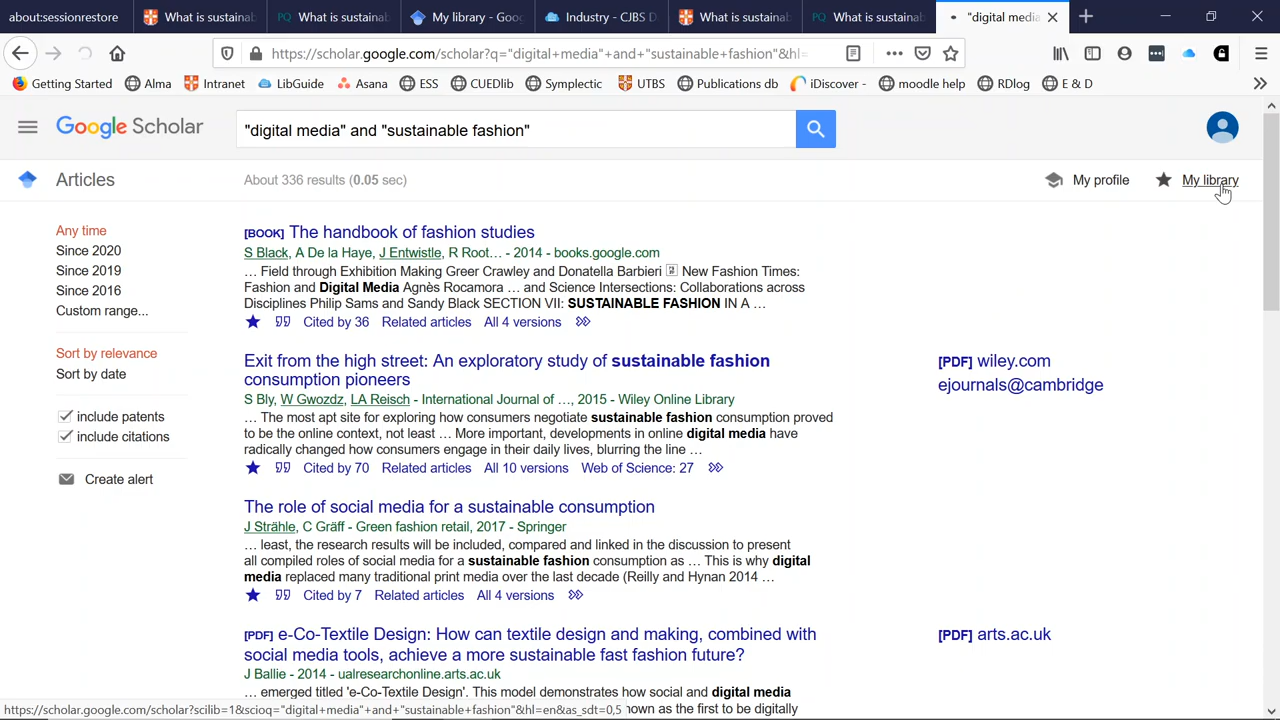 about:sessionrestore
What is sustainab
PQ What is sustainab
My library - Goo
Industry - CJBS D
What is sustainab
PQ What is sustainab
"digital media
https://scholar.google.com/scholar?q="digital+media"+and+"sustainable+fashion"&hl=
Getting Started
Alma
Intranet
LibGuide
Asana
ESS
CUEDlib
Symplectic
UTBS
Publications db
iDiscover -
moodle help
RDlog
E & D
Google Scholar
"digital media" and "sustainable fashion"
Articles
About 336 results (0.05 sec)
My profile
My library
Any time
Since 2020
Since 2019
Since 2016
Custom range...
Sort by relevance
Sort by date
include patents
include citations
Create alert
[BOOK] The handbook of fashion studies
S Black, A De la Haye, J Entwistle, R Root… - 2014 - books.google.com
… Field through Exhibition Making Greer Crawley and Donatella Barbieri New Fashion Times:
Fashion and Digital Media Agnès Rocamora … and Science Intersections: Collaborations across
Disciplines Philip Sams and Sandy Black SECTION VII: SUSTAINABLE FASHION IN A …
Cited by 36 Related articles All 4 versions
Exit from the high street: An exploratory study of sustainable fashion
consumption pioneers
S Bly, W Gwozdz, LA Reisch - International Journal of …, 2015 - Wiley Online Library
… The most apt site for exploring how consumers negotiate sustainable fashion consumption proved
to be the online context, not least … More important, developments in online digital media have
radically changed how consumers engage in their daily lives, blurring the line …
Cited by 70 Related articles All 10 versions Web of Science: 27
[PDF] wiley.com
ejournals@cambridge
The role of social media for a sustainable consumption
J Strähle, C Gräff - Green fashion retail, 2017 - Springer
… least, the research results will be included, compared and linked in the discussion to present
all compiled roles of social media for a sustainable fashion consumption as … This is why digital
media replaced many traditional print media over the last decade (Reilly and Hynan 2014 …
Cited by 7 Related articles All 4 versions
[PDF] e-Co-Textile Design: How can textile design and making, combined with
social media tools, achieve a more sustainable fast fashion future?
J Ballie - 2014 - ualresearchonline.arts.ac.uk
… emerged titled 'e-Co-Textile Design'. This model demonstrates how social and digital media
[PDF] arts.ac.uk
https://scholar.google.com/scholar?scilib=1&scioq="digital+media"+and+"sustainable+fashion"&hl=en&as_sdt=0,5
nown as the first to be digitally